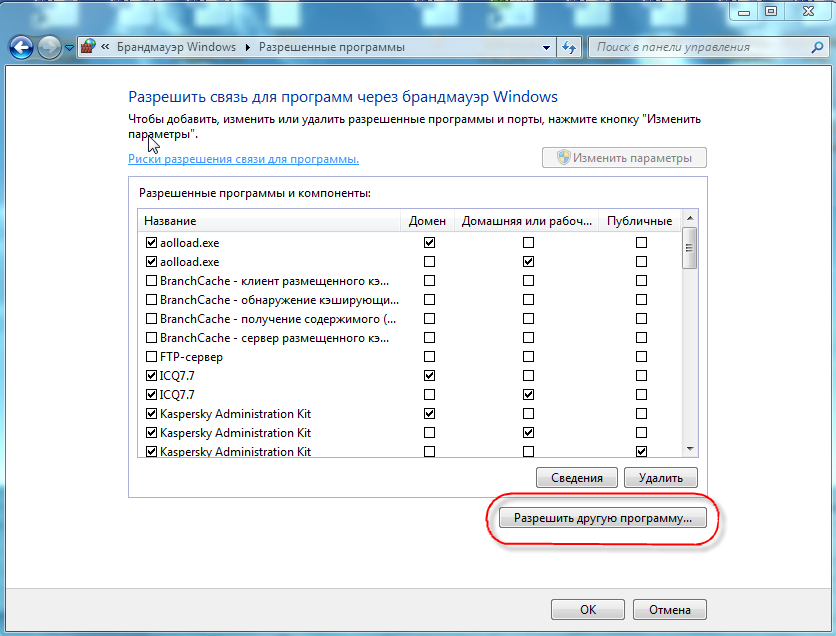 « Брандмауэр Windows ▸ Разрешенные программы
Поиск в панели управления
Разрешить связь для программ через брандмауэр Windows
Чтобы добавить, изменить или удалить разрешенные программы и порты, нажмите кнопку "Изменить
параметры".
Риски разрешения связи для программы.
Изменить параметры
Разрешенные программы и компоненты:
Название Домен Домашняя или рабоч... Публичные
aolload.exe
aolload.exe
BranchCache - клиент размещенного кэ...
BranchCache - обнаружение кэширующи...
BranchCache - получение содержимого (...
BranchCache - сервер размещенного кэ...
FTP-сервер
ICQ7.7
ICQ7.7
Kaspersky Administration Kit
Kaspersky Administration Kit
Kaspersky Administration Kit
Сведения Удалить
Разрешить другую программу...
OK Отмена